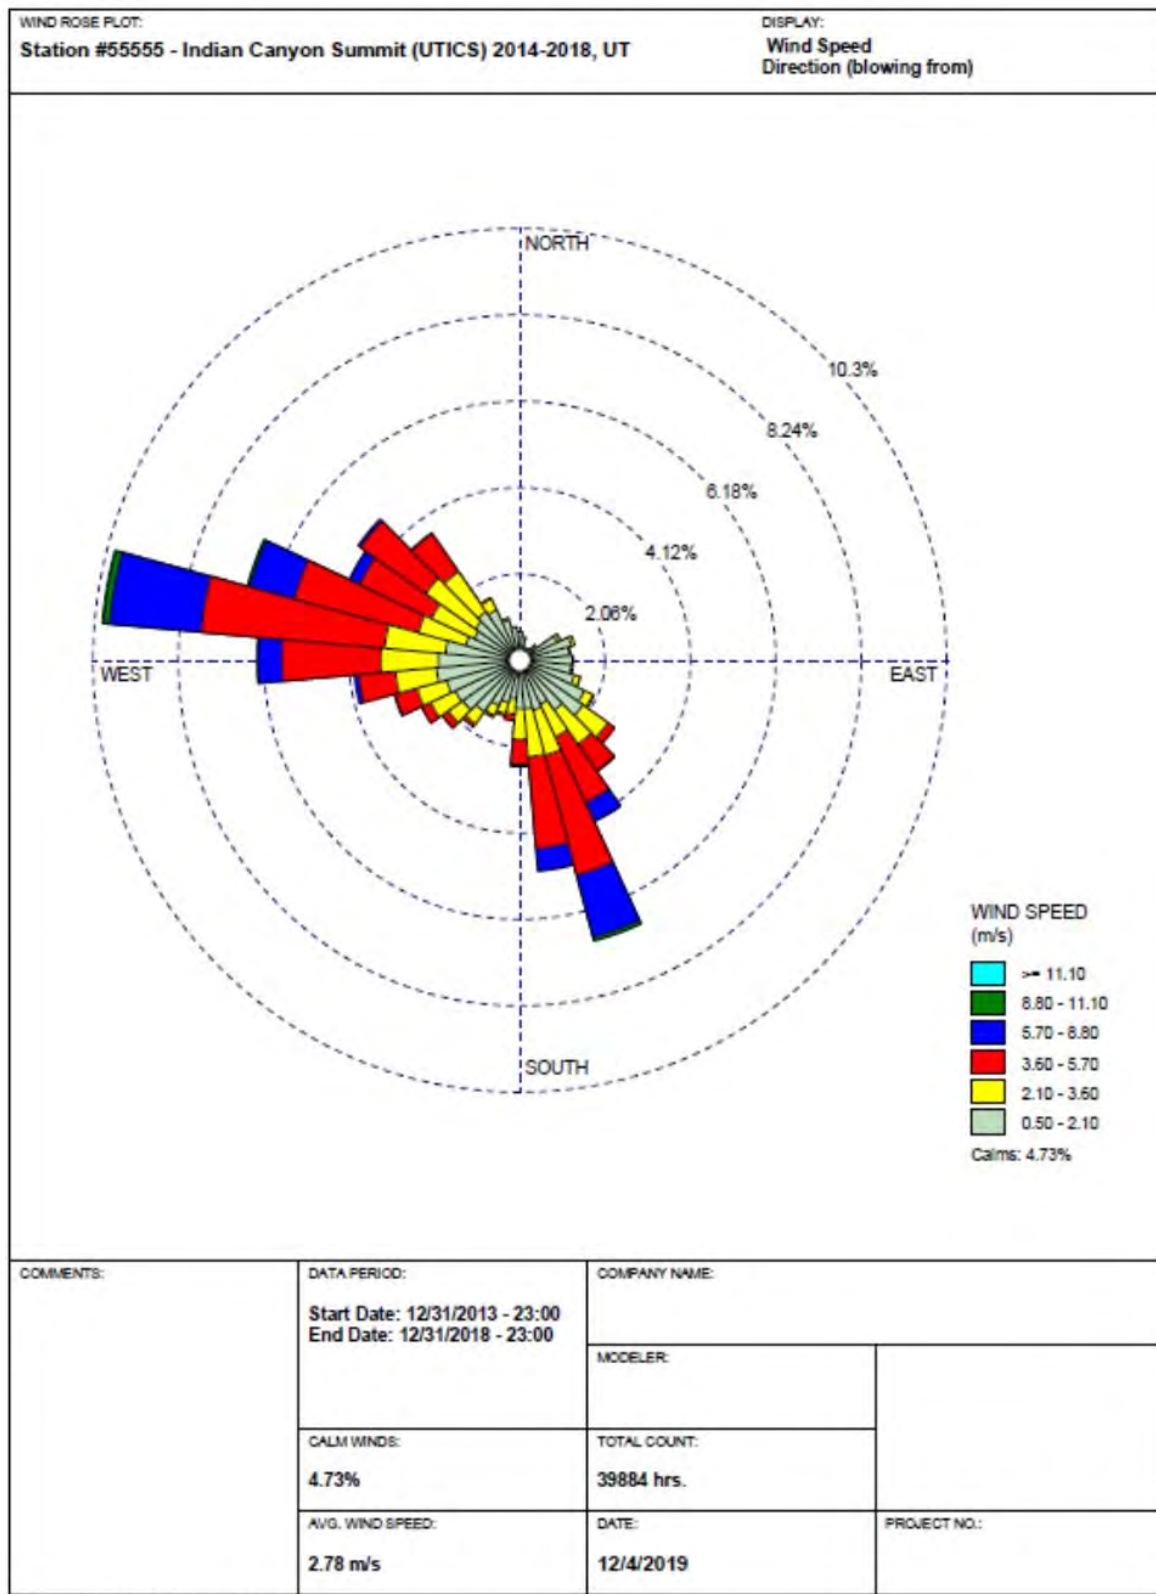 WIND ROSE PLOT:
Station #55555 - Indian Canyon Summit (UTICS) 2014-2018, UT
DISPLAY:
Wind Speed
Direction (blowing from)
NORTH
10.3%
8.24%
6.18%
4.12%
2.06%
WEST
EAST
SOUTH
WIND SPEED
(m/s)
>= 11.10
8.80 - 11.10
5.70 - 8.80
3.60 - 5.70
2.10 - 3.60
0.50 - 2.10
Calms: 4.73%
COMMENTS:
DATA PERIOD:
Start Date: 12/31/2013 - 23:00
End Date: 12/31/2018 - 23:00
COMPANY NAME:
MODELER:
CALM WINDS:
4.73%
TOTAL COUNT:
39884 hrs.
AVG. WIND SPEED:
2.78 m/s
DATE:
12/4/2019
PROJECT NO.: